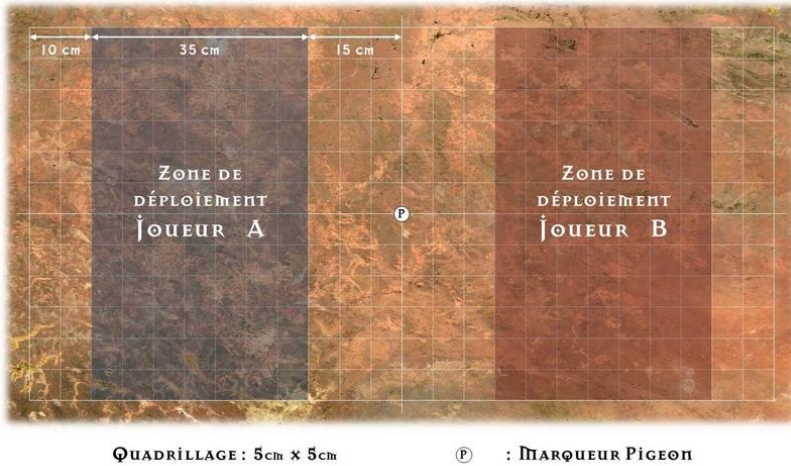 10 cm 35 cm 15 cm
Zone de Zone de
déploiement déploiement
Joueur A Joueur B
P
Quadrillage : 5cm x 5cm P : Marqueur Pigeon